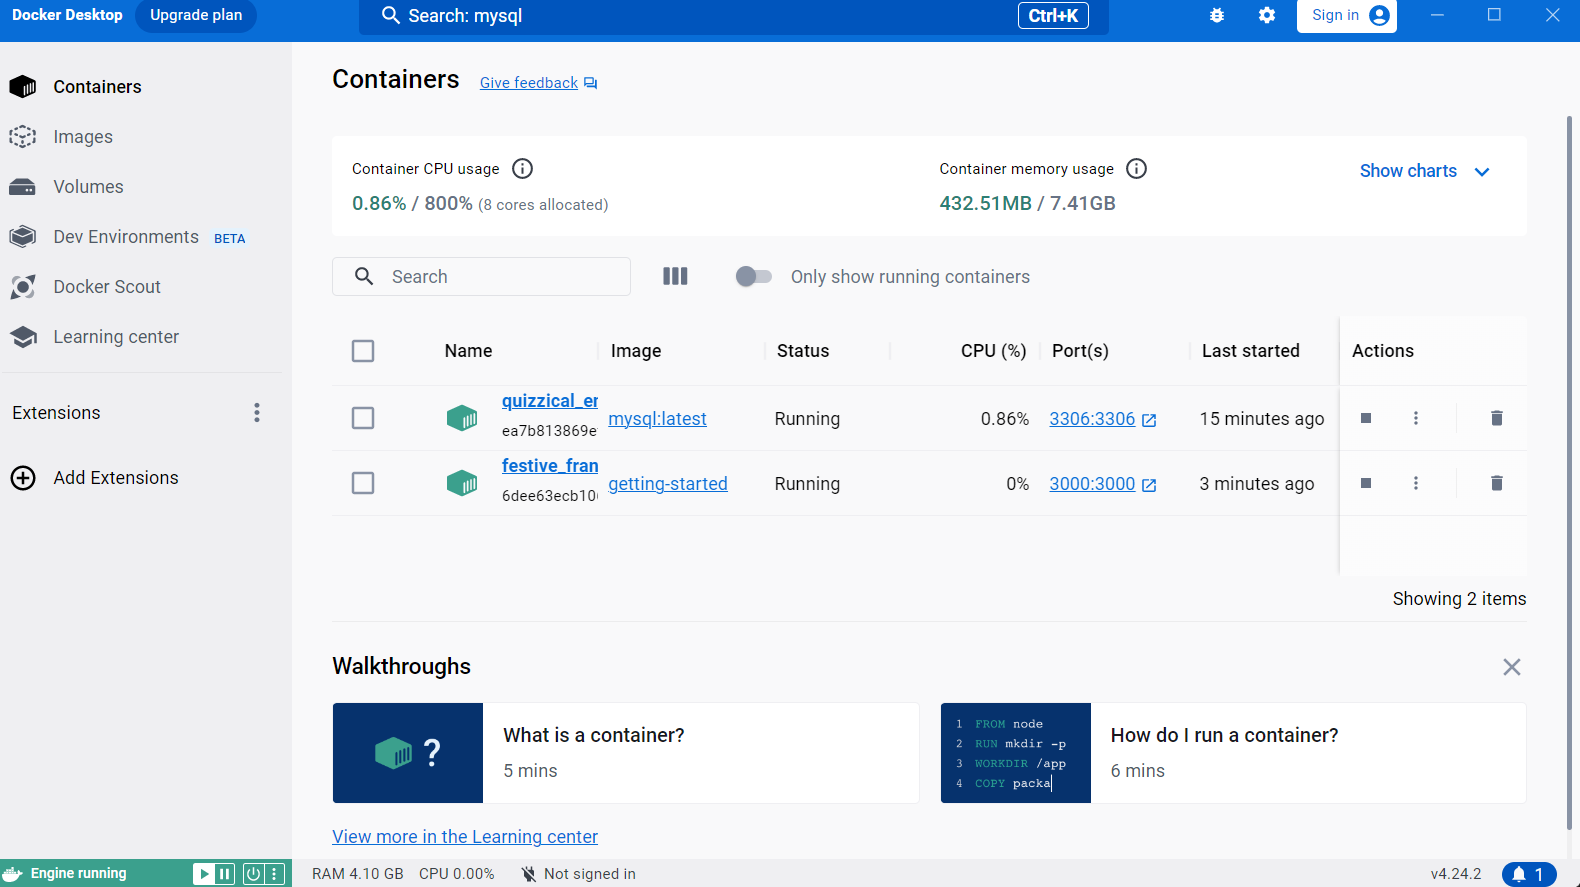 Docker Desktop
Upgrade plan
Search: mysql
Ctrl+K
Sign in
Containers
Images
Volumes
Dev Environments BETA
Docker Scout
Learning center
Extensions
Add Extensions
Containers
Give feedback
Container CPU usage
0.86% / 800% (8 cores allocated)
Container memory usage
432.51MB / 7.41GB
Show charts
Search
Only show running containers
Name Image Status CPU (%) Port(s) Last started Actions
quizzical_er
ea7b813869e
mysql:latest Running 0.86% 3306:3306 15 minutes ago
festive_fran
6dee63ecb10
getting-started Running 0% 3000:3000 3 minutes ago
Showing 2 items
Walkthroughs
?
What is a container?
5 mins
1 FROM node
2 RUN mkdir -p
3 WORKDIR /app
4 COPY packa
How do I run a container?
6 mins
View more in the Learning center
Engine running
RAM 4.10 GB CPU 0.00%
Not signed in
v4.24.2
1